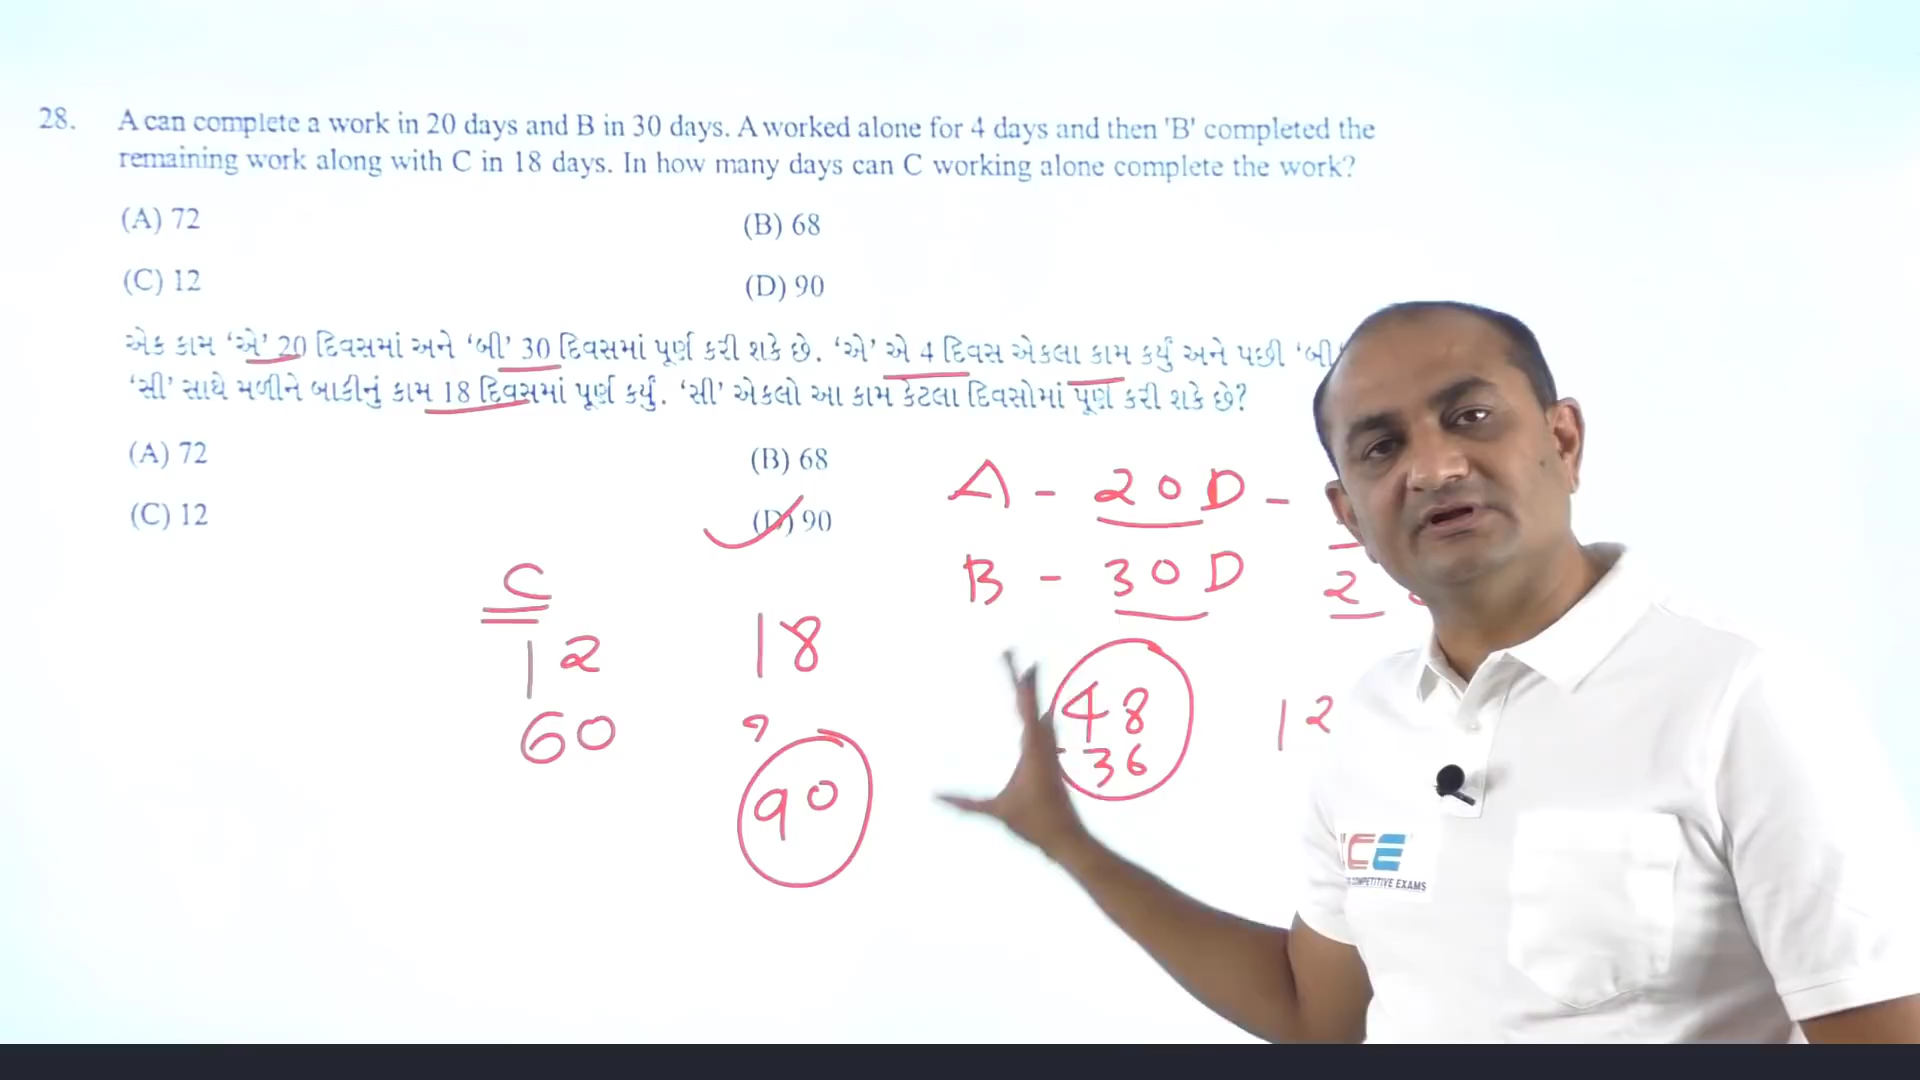 28. A can complete a work in 20 days and B in 30 days. A worked alone for 4 days and then 'B' completed the
remaining work along with C in 18 days. In how many days can C working alone complete the work?
(A) 72 (B) 68
(C) 12 (D) 90
એક કામ ‘એ’ 20 દિવસમાં અને ‘બી’ 30 દિવસમાં પૂર્ણ કરી શકે છે. ‘એ’ એ 4 દિવસ એકલા કામ કર્યું અને પછી ‘બી’
‘સી’ સાથે મળીને બાકીનું કામ 18 દિવસમાં પૂર્ણ કર્યું. ‘સી’ એકલો આ કામ કેટલા દિવસોમાં પૂર્ણ કરી શકે છે?
(A) 72 (B) 68
(C) 12 (D) 90
A - 20 D -
B - 30 D 2
C
12 18
60 9
90
48 12
36
CE
COMPETITIVE EXAMS